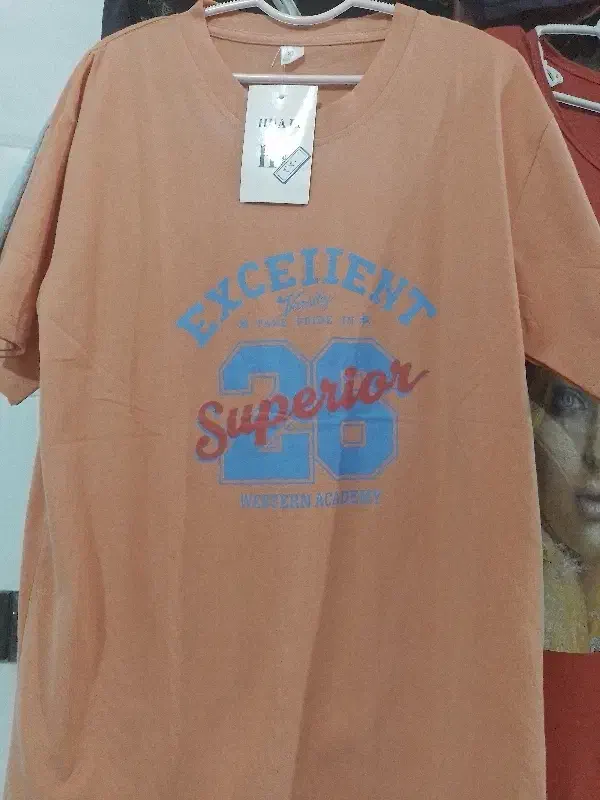 EXCEIIENT
Varsity
TAKE PRIDE IN
26
Superior
WESTERN ACADEMY